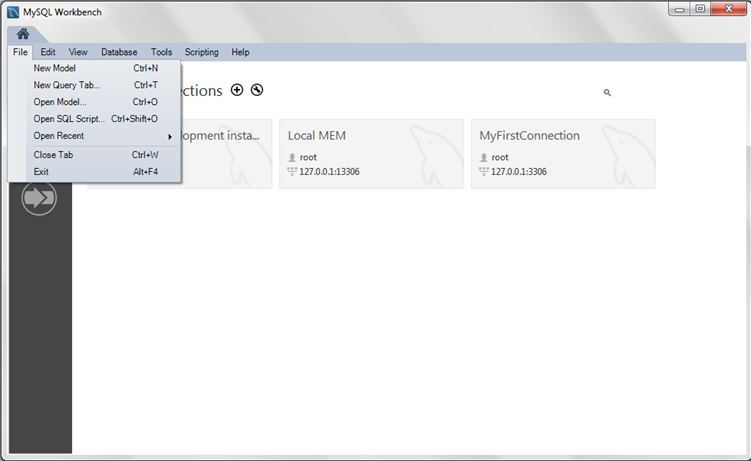 MySQL Workbench
File Edit View Database Tools Scripting Help
New Model Ctrl+N
New Query Tab... Ctrl+T
Open Model... Ctrl+O
Open SQL Script... Ctrl+Shift+O
Open Recent
Close Tab Ctrl+W
Exit Alt+F4
ections
opment insta...
Local MEM
root
127.0.0.1:13306
MyFirstConnection
root
127.0.0.1:3306